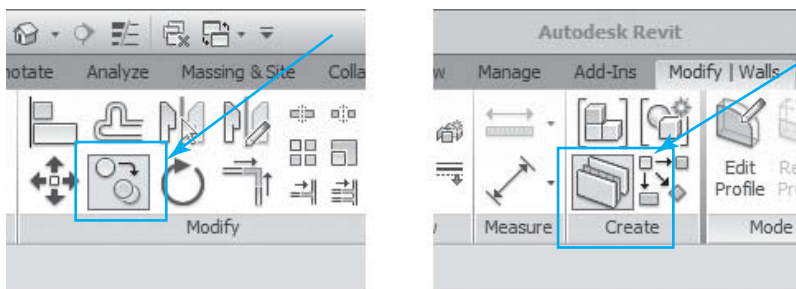 notate Analyze Massing & Site Colla
Modify
Autodesk Revit
w Manage Add-Ins Modify | Walls
Edit
Profile
Measure Create Mode